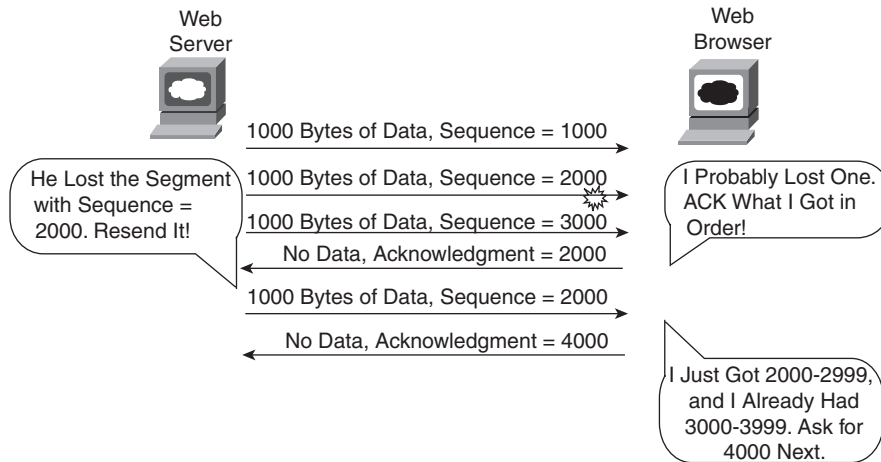 Web
Server
Web
Browser
1000 Bytes of Data, Sequence = 1000
He Lost the Segment
with Sequence =
2000. Resend It!
1000 Bytes of Data, Sequence = 2000
I Probably Lost One.
ACK What I Got in
Order!
1000 Bytes of Data, Sequence = 3000
No Data, Acknowledgment = 2000
1000 Bytes of Data, Sequence = 2000
No Data, Acknowledgment = 4000
I Just Got 2000-2999,
and I Already Had
3000-3999. Ask for
4000 Next.